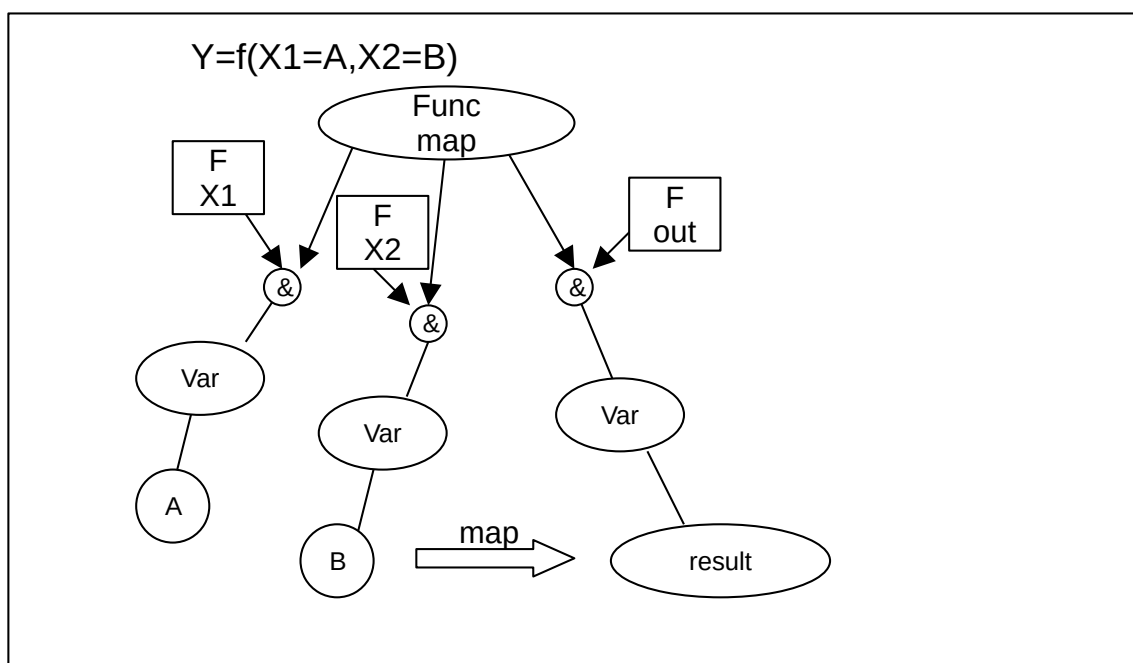 Y=f(X1=A,X2=B)
Func
map
F
X1
F
X2
F
out
&
&
&
Var
Var
Var
A
B
map
result